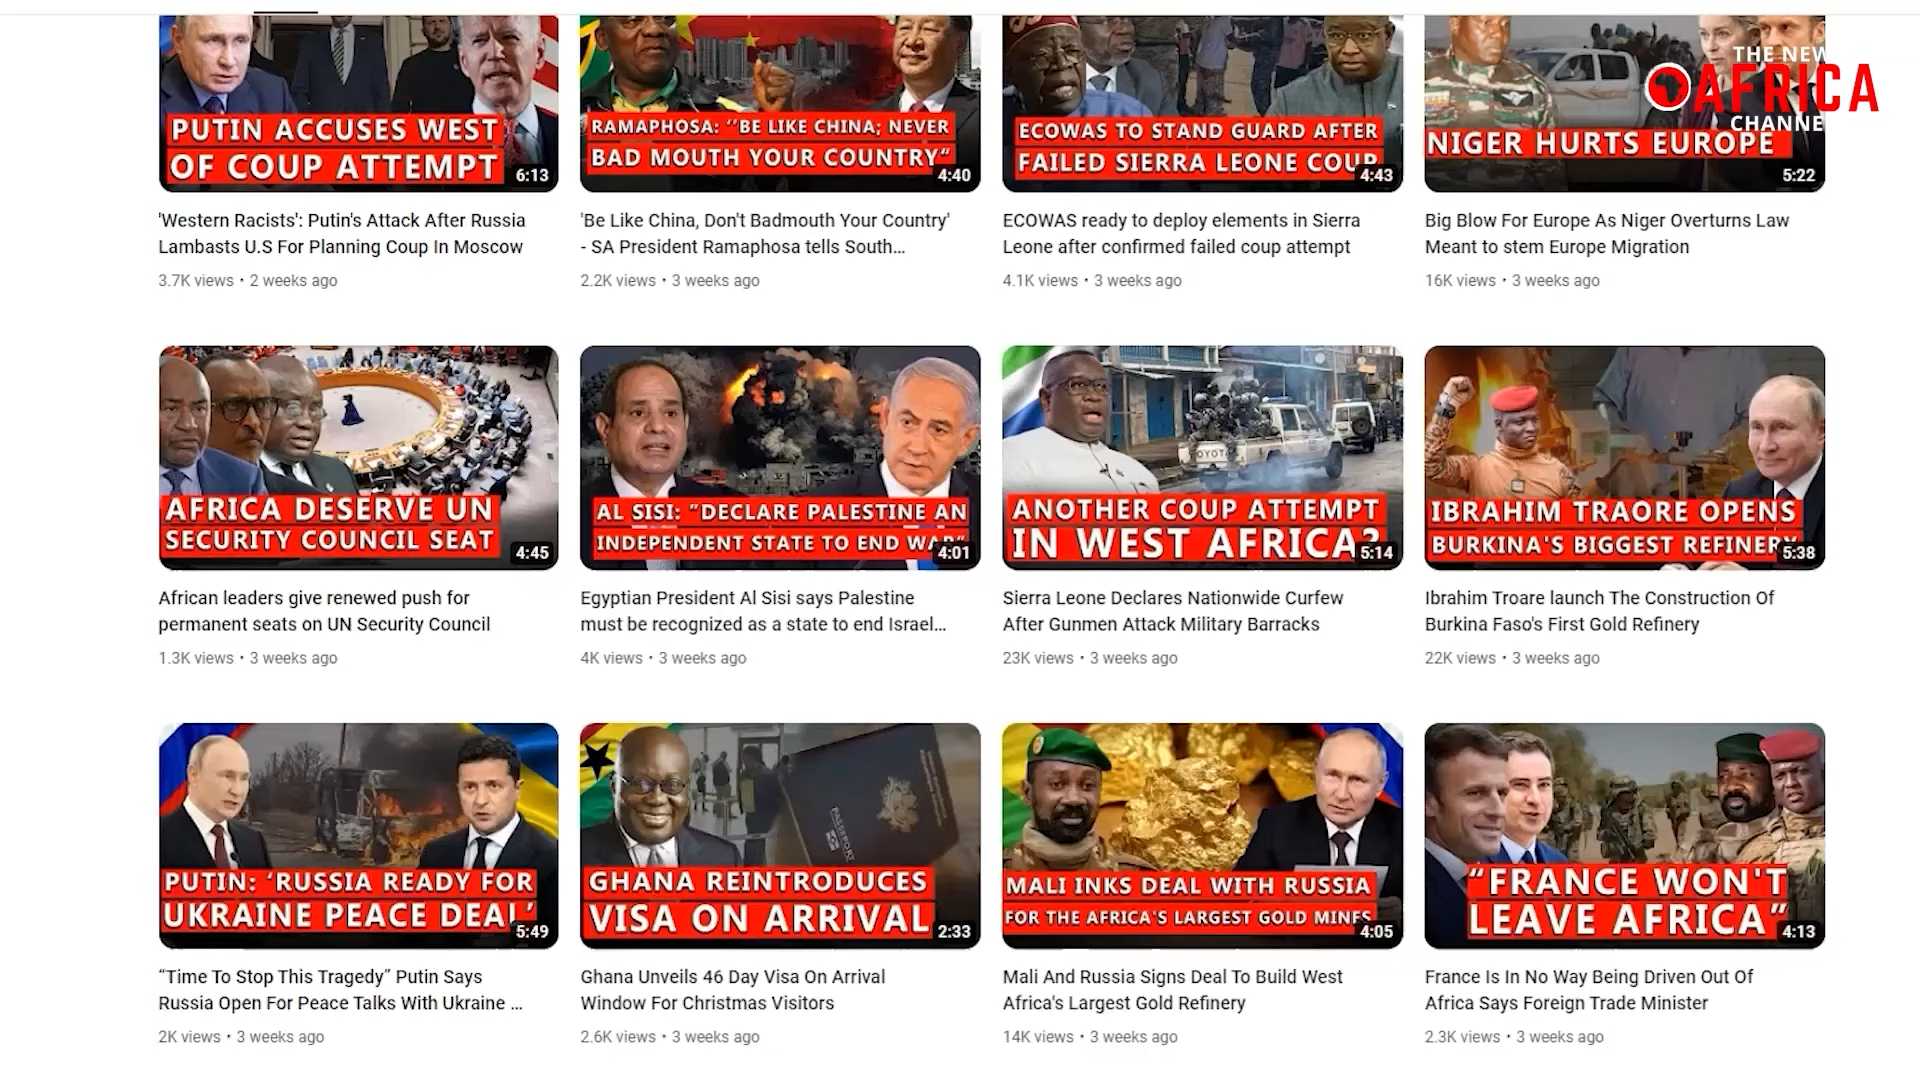 THE NEW
AFRICA
CHANNE
PUTIN ACCUSES WEST
OF COUP ATTEMPT
6:13
'Western Racists': Putin's Attack After Russia
Lambasts U.S For Planning Coup In Moscow
3.7K views • 2 weeks ago
RAMAPHOSA: ‘‘BE LIKE CHINA; NEVER
BAD MOUTH YOUR COUNTRY“
4:40
'Be Like China, Don't Badmouth Your Country'
- SA President Ramaphosa tells South...
2.2K views • 3 weeks ago
ECOWAS TO STAND GUARD AFTER
FAILED SIERRA LEONE COUP
4:43
ECOWAS ready to deploy elements in Sierra
Leone after confirmed failed coup attempt
4.1K views • 3 weeks ago
NIGER HURTS EUROPE
5:22
Big Blow For Europe As Niger Overturns Law
Meant to stem Europe Migration
16K views • 3 weeks ago
AFRICA DESERVE UN
SECURITY COUNCIL SEAT
4:45
African leaders give renewed push for
permanent seats on UN Security Council
1.3K views • 3 weeks ago
AL SISI: "DECLARE PALESTINE AN
INDEPENDENT STATE TO END WAR"
4:01
Egyptian President Al Sisi says Palestine
must be recognized as a state to end Israel...
4K views • 3 weeks ago
TOYOTA
ANOTHER COUP ATTEMPT
IN WEST AFRICA?
5:14
Sierra Leone Declares Nationwide Curfew
After Gunmen Attack Military Barracks
23K views • 3 weeks ago
IBRAHIM TRAORE OPENS
BURKINA'S BIGGEST REFINERY
5:38
Ibrahim Troare launch The Construction Of
Burkina Faso's First Gold Refinery
22K views • 3 weeks ago
PUTIN: ‘RUSSIA READY FOR
UKRAINE PEACE DEAL’
5:49
“Time To Stop This Tragedy” Putin Says
Russia Open For Peace Talks With Ukraine ...
2K views • 3 weeks ago
PASSPORT
GHANA REINTRODUCES
VISA ON ARRIVAL
2:33
Ghana Unveils 46 Day Visa On Arrival
Window For Christmas Visitors
2.6K views • 3 weeks ago
MALI INKS DEAL WITH RUSSIA
FOR THE AFRICA'S LARGEST GOLD MINES
4:05
Mali And Russia Signs Deal To Build West
Africa's Largest Gold Refinery
14K views • 3 weeks ago
“FRANCE WON'T
LEAVE AFRICA”
4:13
France Is In No Way Being Driven Out Of
Africa Says Foreign Trade Minister
2.3K views • 3 weeks ago